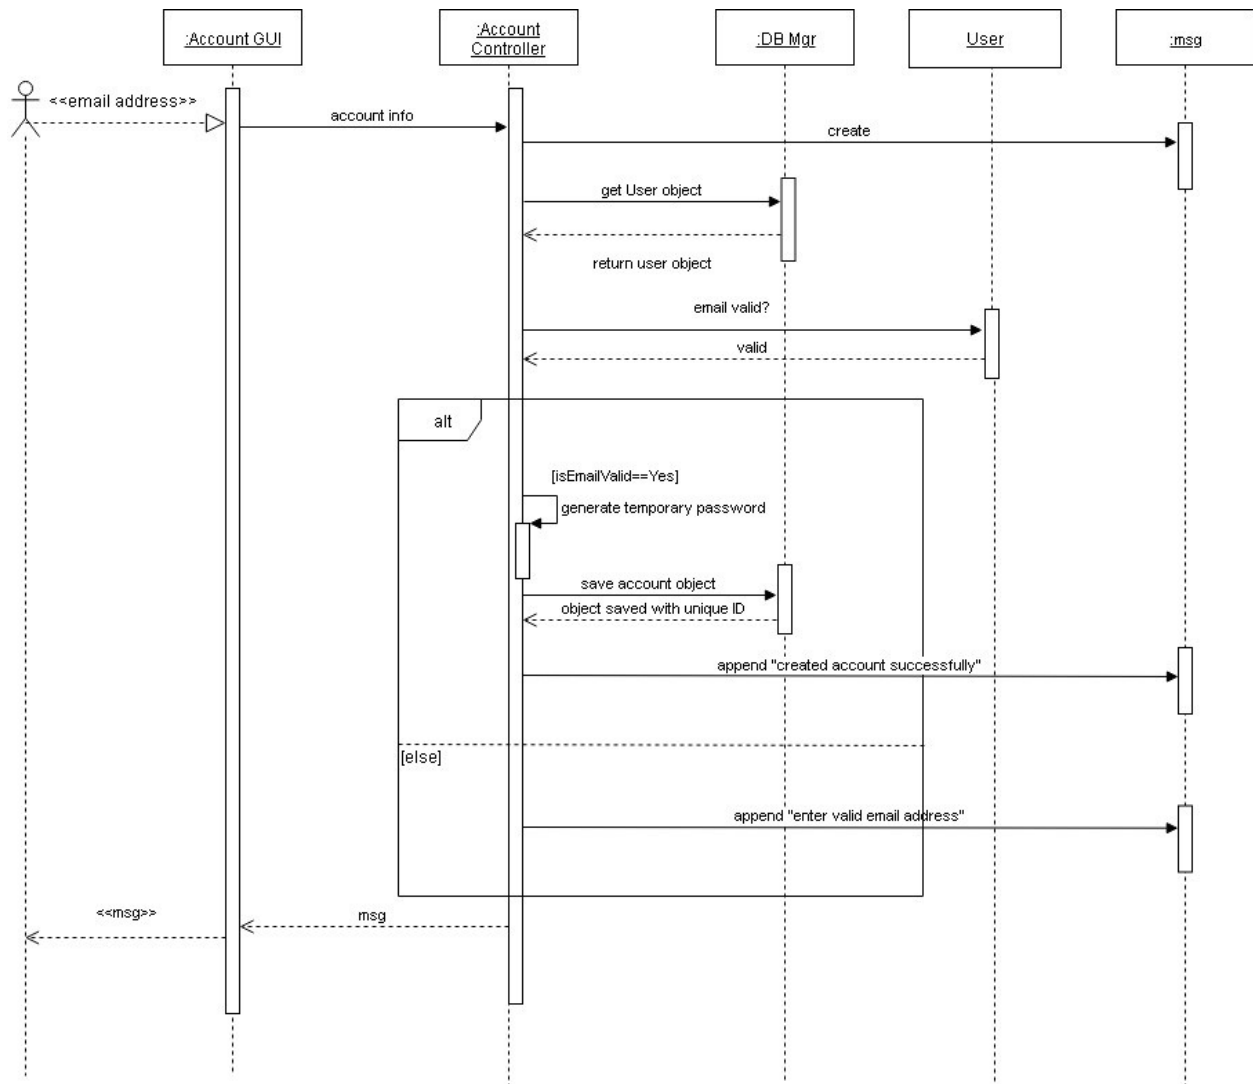 :Account GUI
:Account
Controller
:DB Mgr
User
:msg
<<email address>>
account info
create
get User object
return user object
email valid?
valid
alt
[isEmailValid==Yes]
generate temporary password
save account object
object saved with unique ID
append "created account successfully"
[else]
append "enter valid email address"
<<msg>>
msg